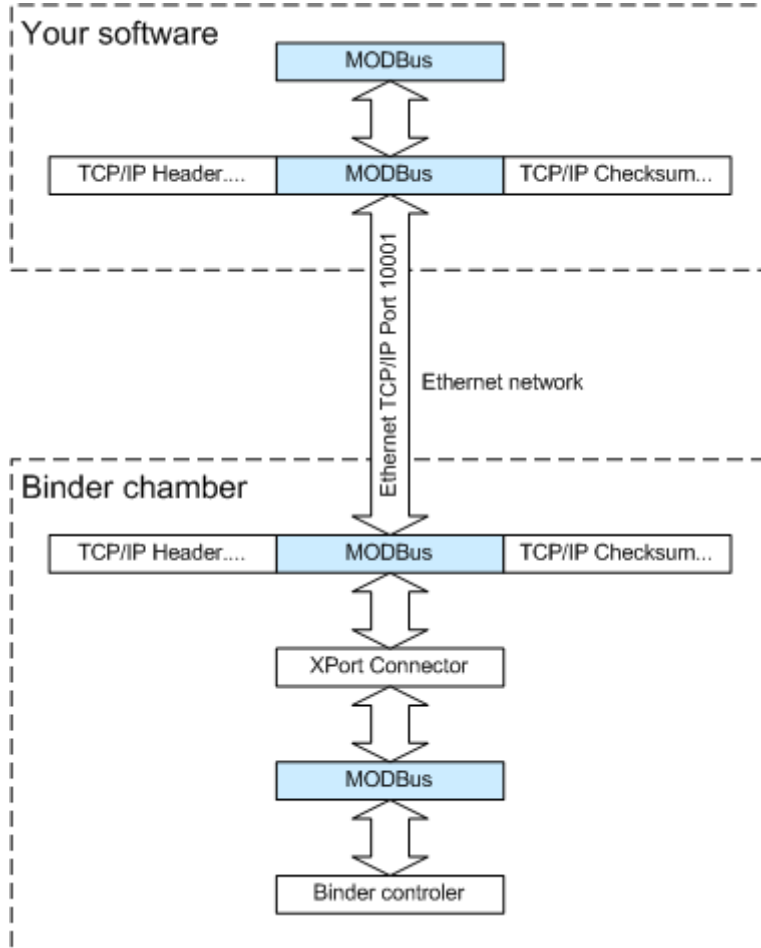 Your software
MODBus
TCP/IP Header.... MODBus TCP/IP Checksum...
Ethernet TCP/IP Port 10001
Ethernet network
Binder chamber
TCP/IP Header.... MODBus TCP/IP Checksum...
XPort Connector
MODBus
Binder controler